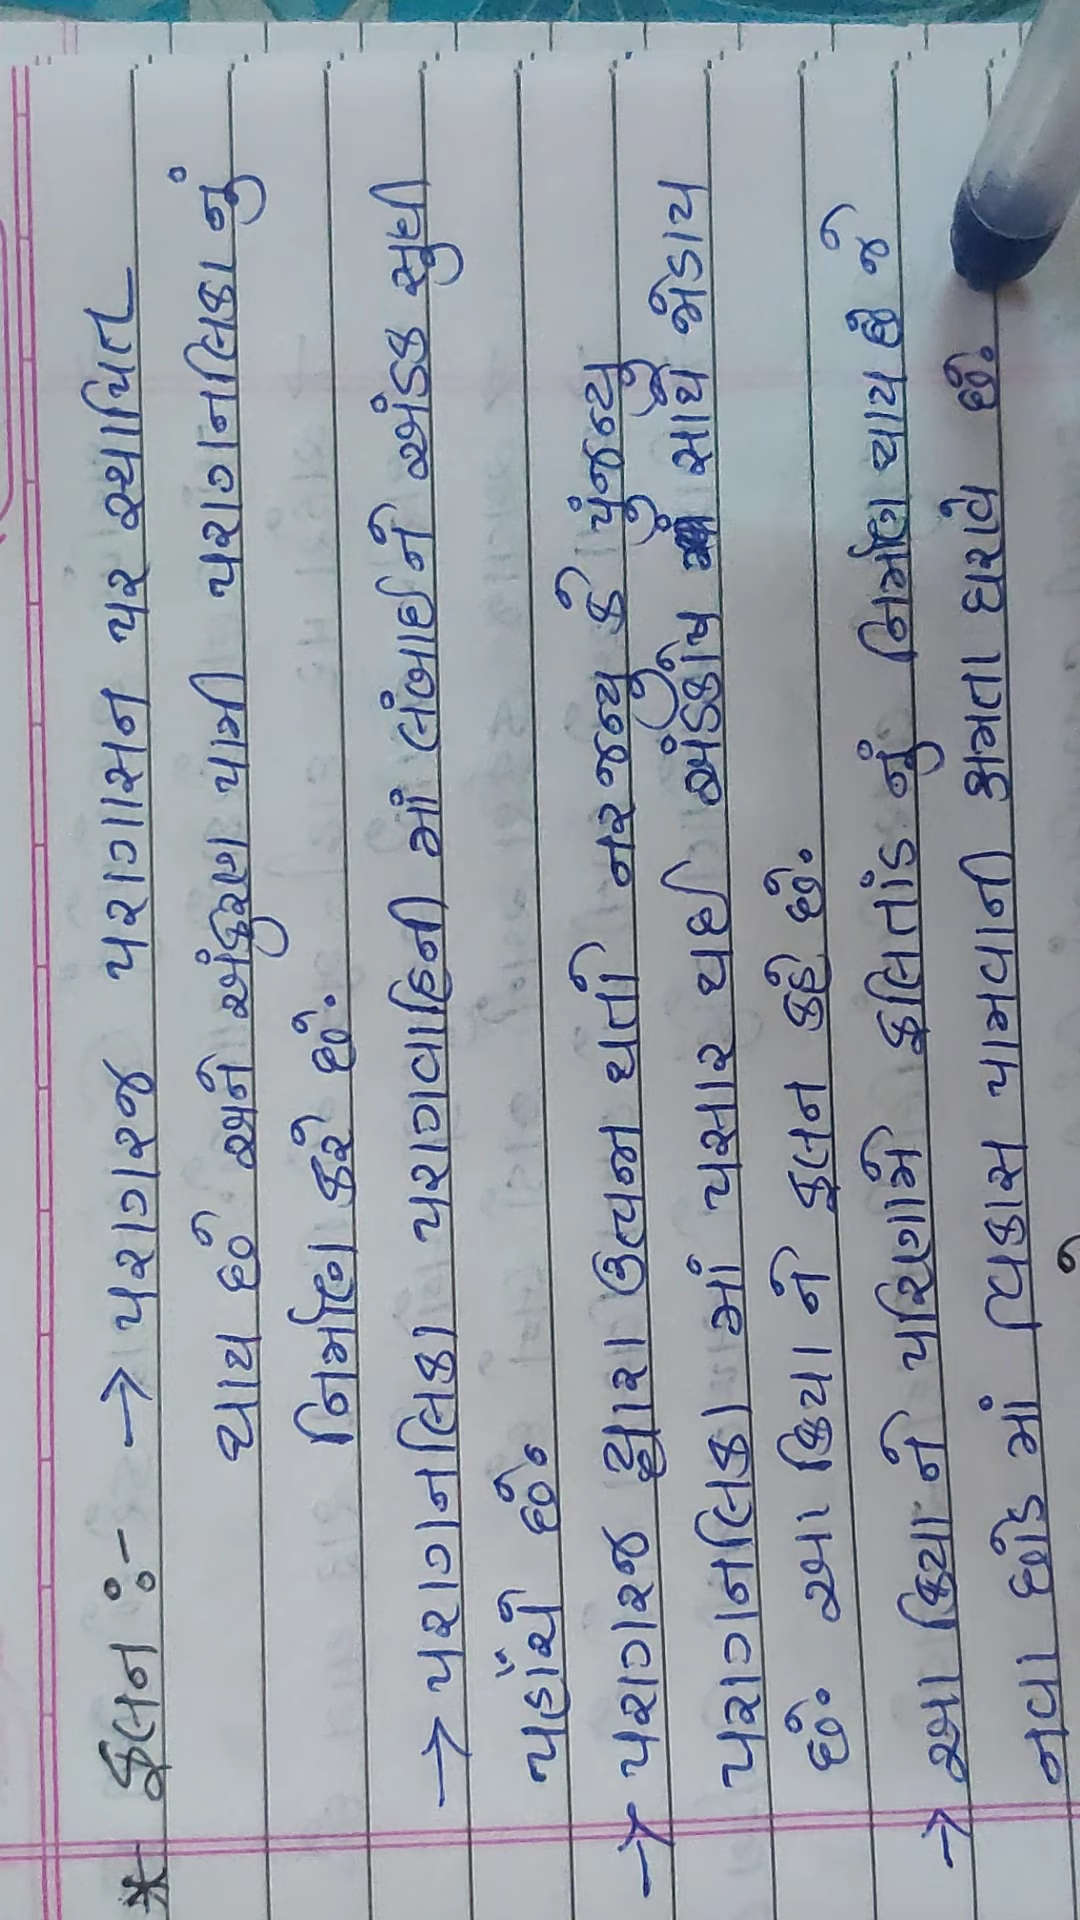 * ફલન :- → પરાગરજ પરાગાસન પર સ્થાપિત
થાય છે અને અંકુરણ પામી પરાગનલિકા નું
નિર્માણ કરે છે.
→ પરાગનલિકા પરાગવાહિની માં લંબાઈને અંડક સુધી
પહોંચે છે.
→ પરાગરજ દ્વારા ઉત્પન્ન થતો નરજન્યુ કે પુંજન્યુ
પરાગનલિકા માં પસાર થઈ અંડકોષ સાથે જોડાય
છે. આ ક્રિયા ને ફલન કહે છે.
→ આ ક્રિયા ને પરિણામે ફલિતાંડ નું નિર્માણ થાય છે જે
નવા છોડ માં વિકાસ પામવાની ક્ષમતા ધરાવે છે.